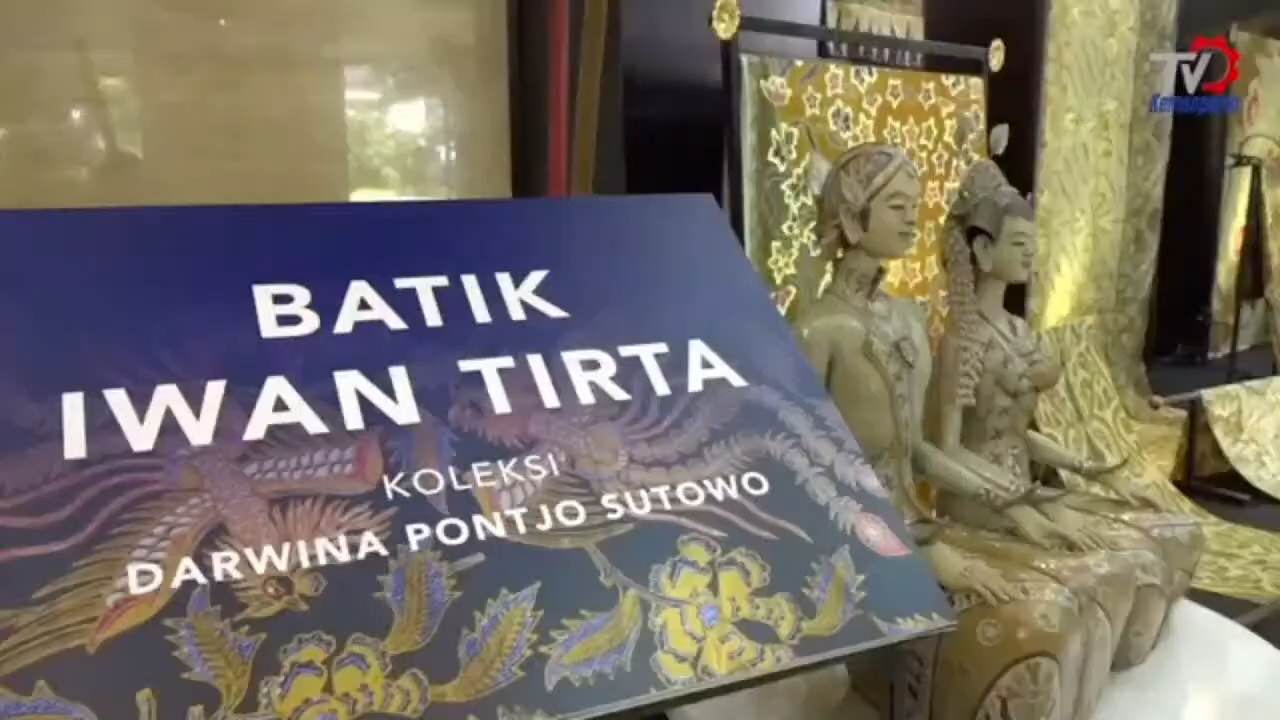 BATIK
IWAN TIRTA
KOLEKSI
DARWINA PONTJO SUTOWO
TV